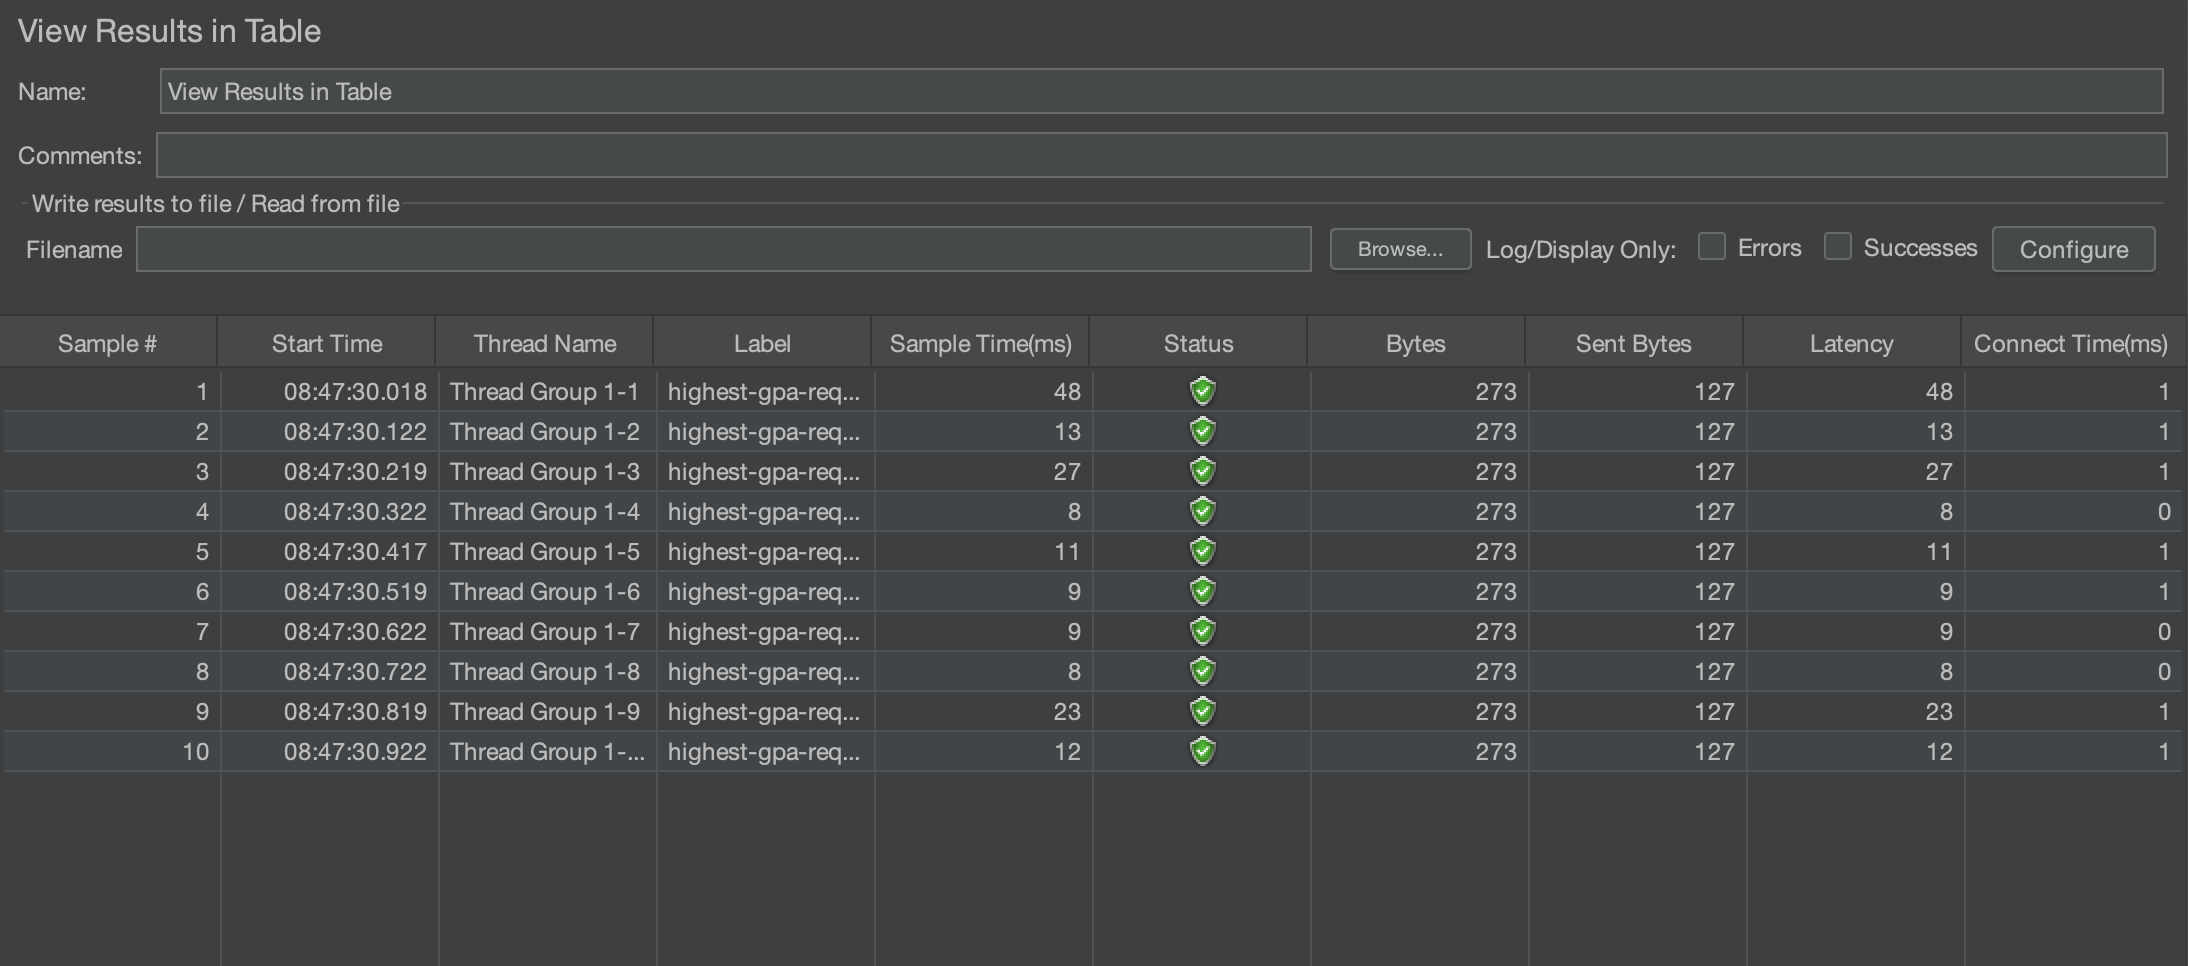 View Results in Table
Name: View Results in Table
Comments:
Write results to file / Read from file
Filename Browse... Log/Display Only: Errors Successes Configure
Sample # Start Time Thread Name Label Sample Time(ms) Status Bytes Sent Bytes Latency Connect Time(ms)
1 08:47:30.018 Thread Group 1-1 highest-gpa-req... 48 273 127 48 1
2 08:47:30.122 Thread Group 1-2 highest-gpa-req... 13 273 127 13 1
3 08:47:30.219 Thread Group 1-3 highest-gpa-req... 27 273 127 27 1
4 08:47:30.322 Thread Group 1-4 highest-gpa-req... 8 273 127 8 0
5 08:47:30.417 Thread Group 1-5 highest-gpa-req... 11 273 127 11 1
6 08:47:30.519 Thread Group 1-6 highest-gpa-req... 9 273 127 9 1
7 08:47:30.622 Thread Group 1-7 highest-gpa-req... 9 273 127 9 0
8 08:47:30.722 Thread Group 1-8 highest-gpa-req... 8 273 127 8 0
9 08:47:30.819 Thread Group 1-9 highest-gpa-req... 23 273 127 23 1
10 08:47:30.922 Thread Group 1-... highest-gpa-req... 12 273 127 12 1